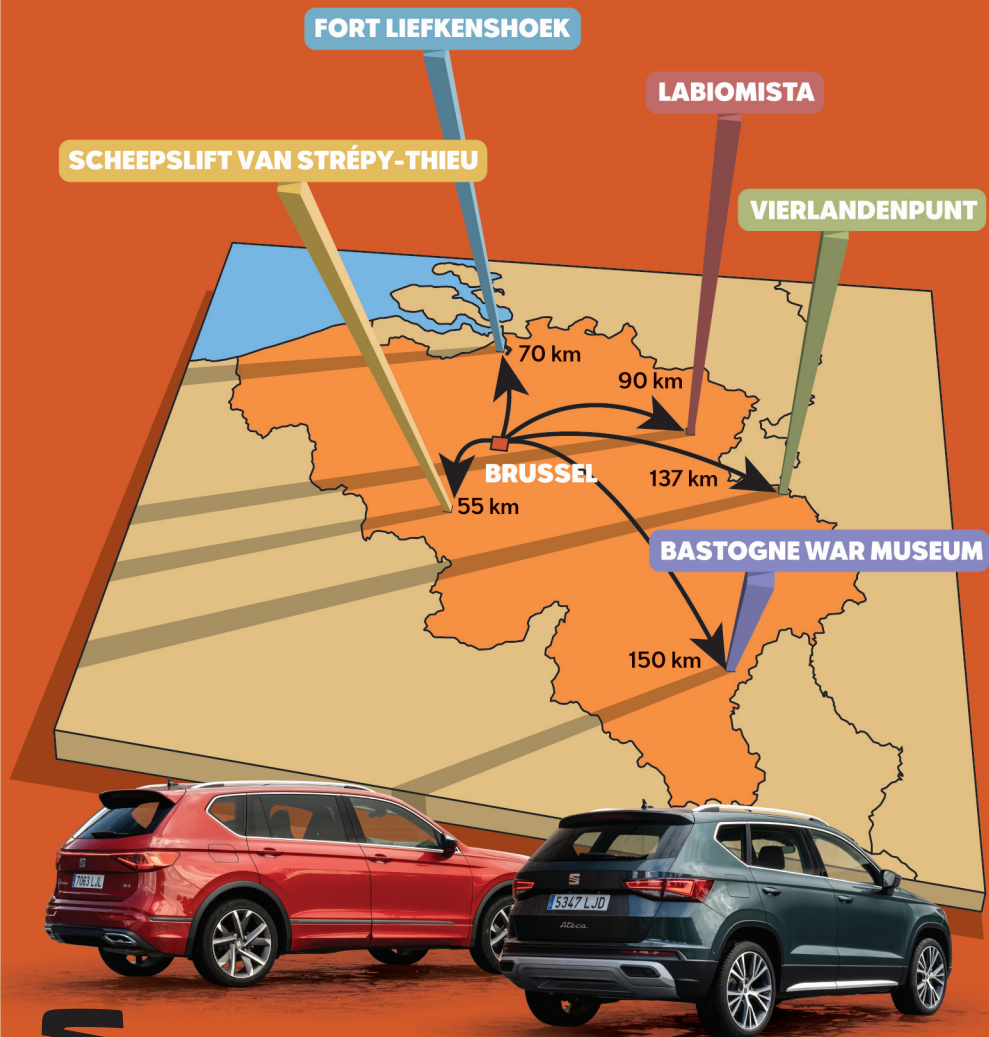 FORT LIEFKENSHOEK
LABIOMISTA
SCHEEPSLIFT VAN STRÉPY-THIEU
VIERLANDENPUNT
70 km
90 km
BRUSSEL
137 km
55 km
BASTOGNE WAR MUSEUM
150 km
7063 LJL
5347 LJD
Ateca